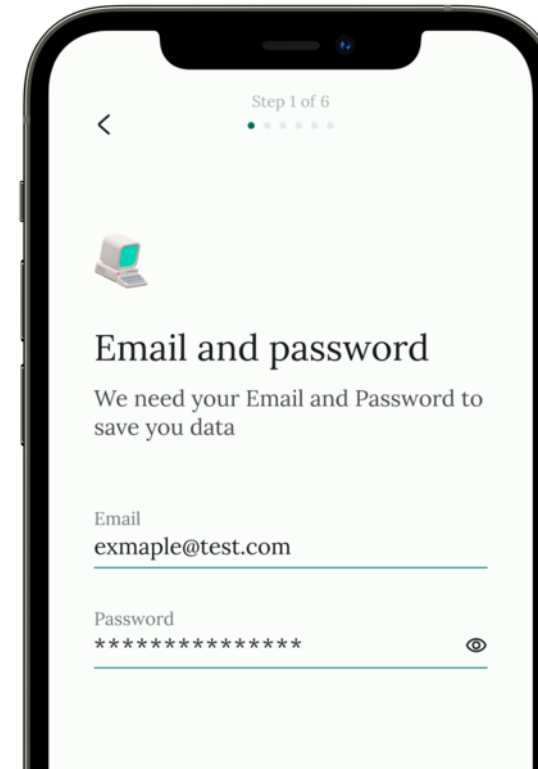 Step 1 of 6
Email and password
We need your Email and Password to
save you data
Email
exmaple@test.com
Password
***************